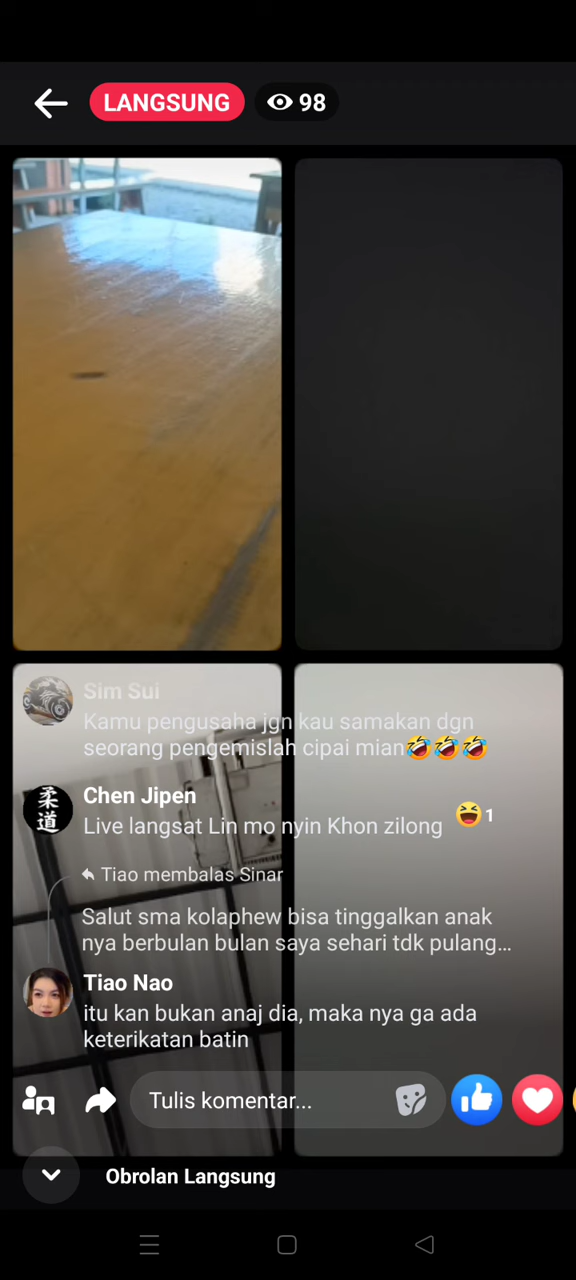 LANGSUNG 98
Sim Sui
Kamu pengusaha jgn kau samakan dgn
seorang pengemislah cipai mian🤣🤣🤣
柔道
Chen Jipen
Live langsat Lin mo nyin Khon zilong
😆1
Tiao membalas Sinar
Salut sma kolaphew bisa tinggalkan anak
nya berbulan bulan saya sehari tdk pulang...
Tiao Nao
itu kan bukan anaj dia, maka nya ga ada
keterikatan batin
Tulis komentar...
Obrolan Langsung